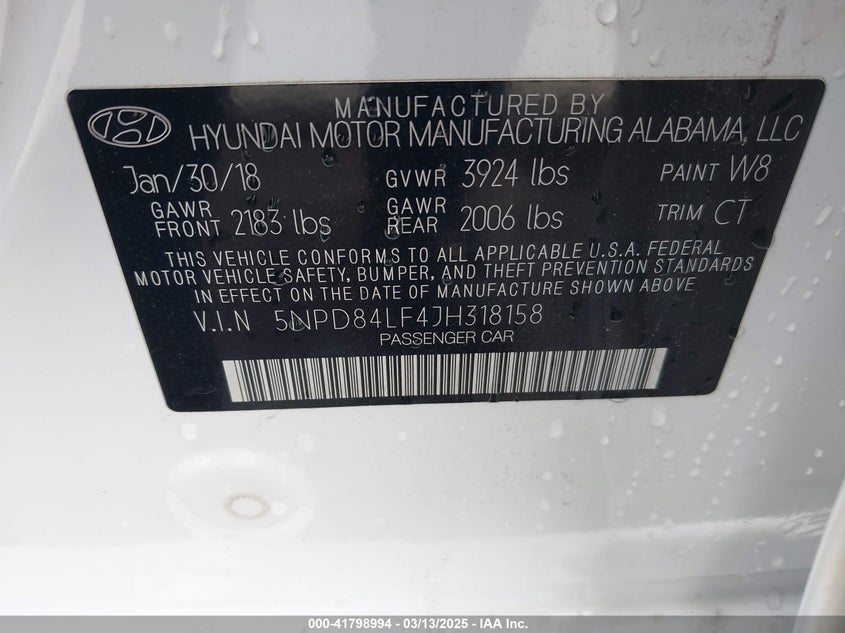 MANUFACTURED BY
HYUNDAI MOTOR MANUFACTURING ALABAMA, LLC
Jan/30/18 GVWR 3924 lbs PAINT W8
GAWR FRONT 2183 lbs GAWR REAR 2006 lbs TRIM CT
THIS VEHICLE CONFORMS TO ALL APPLICABLE U.S.A. FEDERAL
MOTOR VEHICLE SAFETY, BUMPER, AND THEFT PREVENTION STANDARDS
IN EFFECT ON THE DATE OF MANUFACTURE SHOWN ABOVE
V.I.N 5NPD84LF4JH318158
PASSENGER CAR
000-41798994 - 03/13/2025 - IAA Inc.